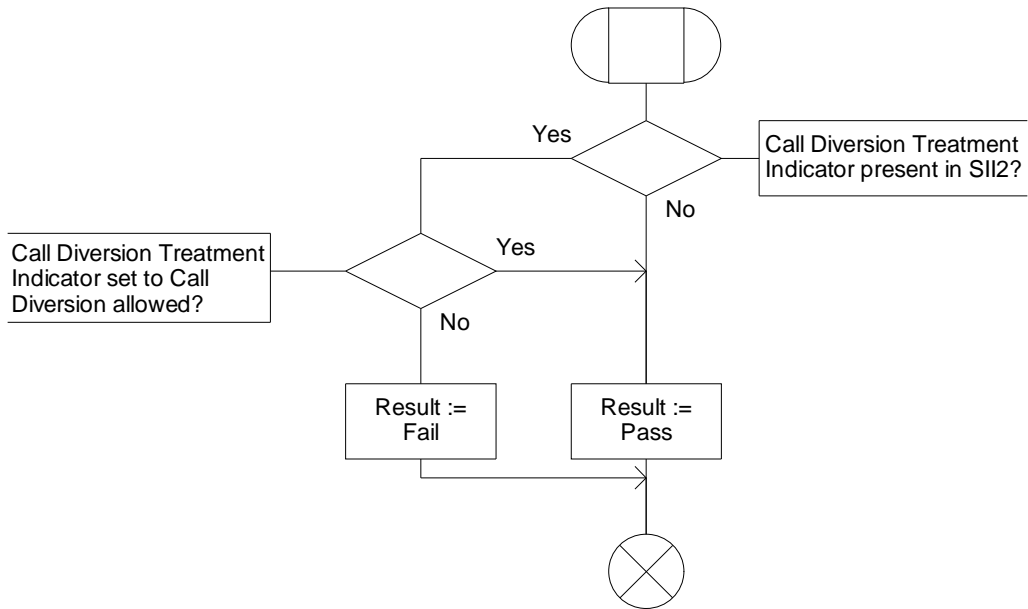 Yes
Call Diversion Treatment
Indicator present in SII2?
No
Call Diversion Treatment
Indicator set to Call
Diversion allowed?
Yes
No
Result :=
Fail
Result :=
Pass